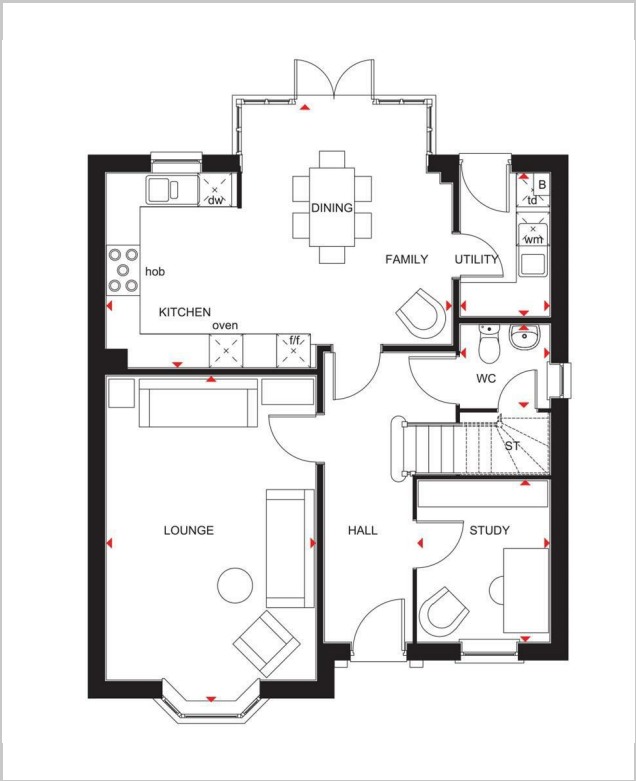 dw
B
td
DINING
wm
FAMILY
UTILITY
hob
KITCHEN
oven
f/f
WC
ST
LOUNGE
HALL
STUDY